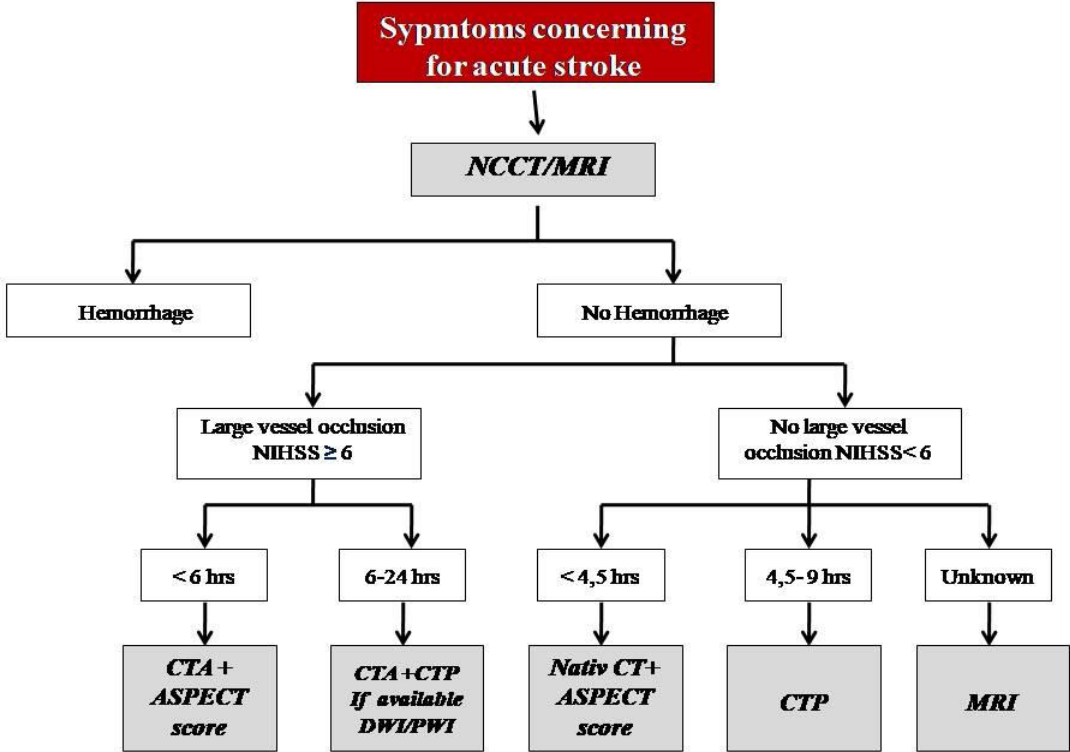 Sypmtoms concerning
for acute stroke
NCCT/MRI
Hemorrhage
No Hemorrhage
Large vessel occlusion
NIHSS ≥ 6
No large vessel
occlusion NIHSS< 6
< 6 hrs
6-24 hrs
< 4,5 hrs
4,5- 9 hrs
Unknown
CTA +
ASPECT
score
CTA +CTP
If available
DWI/PWI
Nativ CT+
ASPECT
score
CTP
MRI